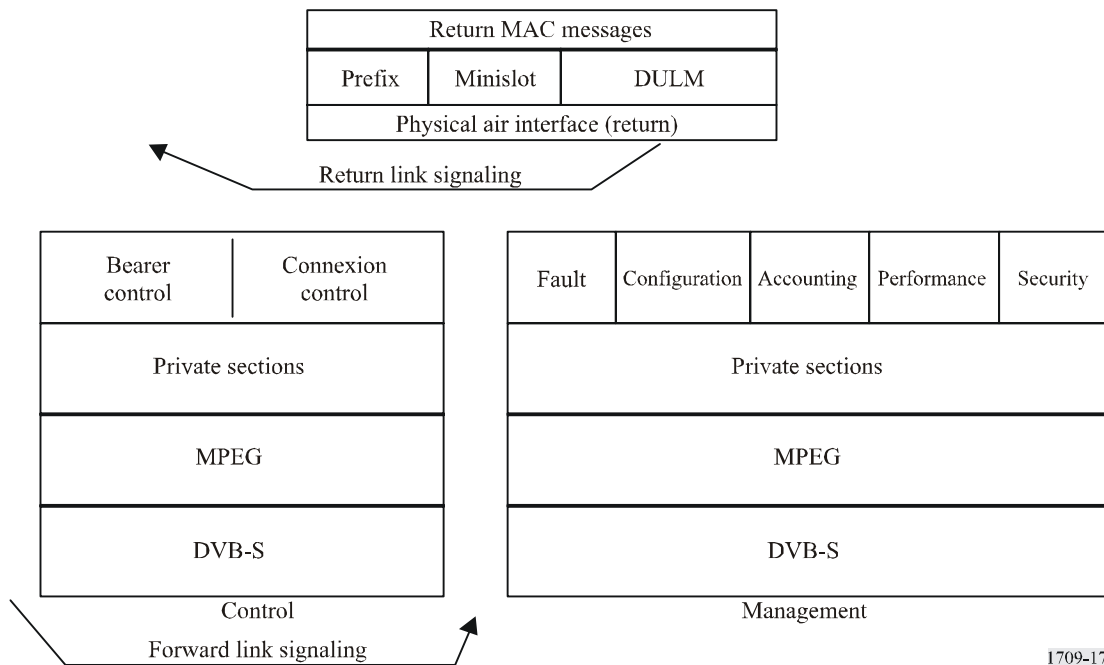 Return MAC messages
Prefix Minislot DULM
Physical air interface (return)
Return link signaling
Bearer control
Connexion control
Private sections
MPEG
DVB-S
Control
Fault Configuration Accounting Performance Security
Private sections
MPEG
DVB-S
Management
Forward link signaling
1709-17